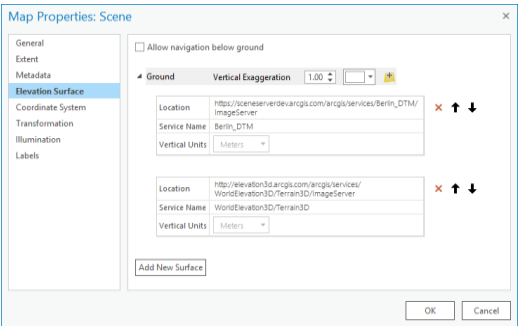 Map Properties: Scene
General
Extent
Metadata
Elevation Surface
Coordinate System
Transformation
Illumination
Labels
Allow navigation below ground
Ground Vertical Exaggeration 1.00
Location https://sceneserverdev.arcgis.com/arcgis/services/Berlin_DTM/
ImageServer
Service Name Berlin_DTM
Vertical Units Meters
Location http://elevation3d.arcgis.com/arcgis/services/
WorldElevation3D/Terrain3D/ImageServer
Service Name WorldElevation3D/Terrain3D
Vertical Units Meters
Add New Surface
OK Cancel